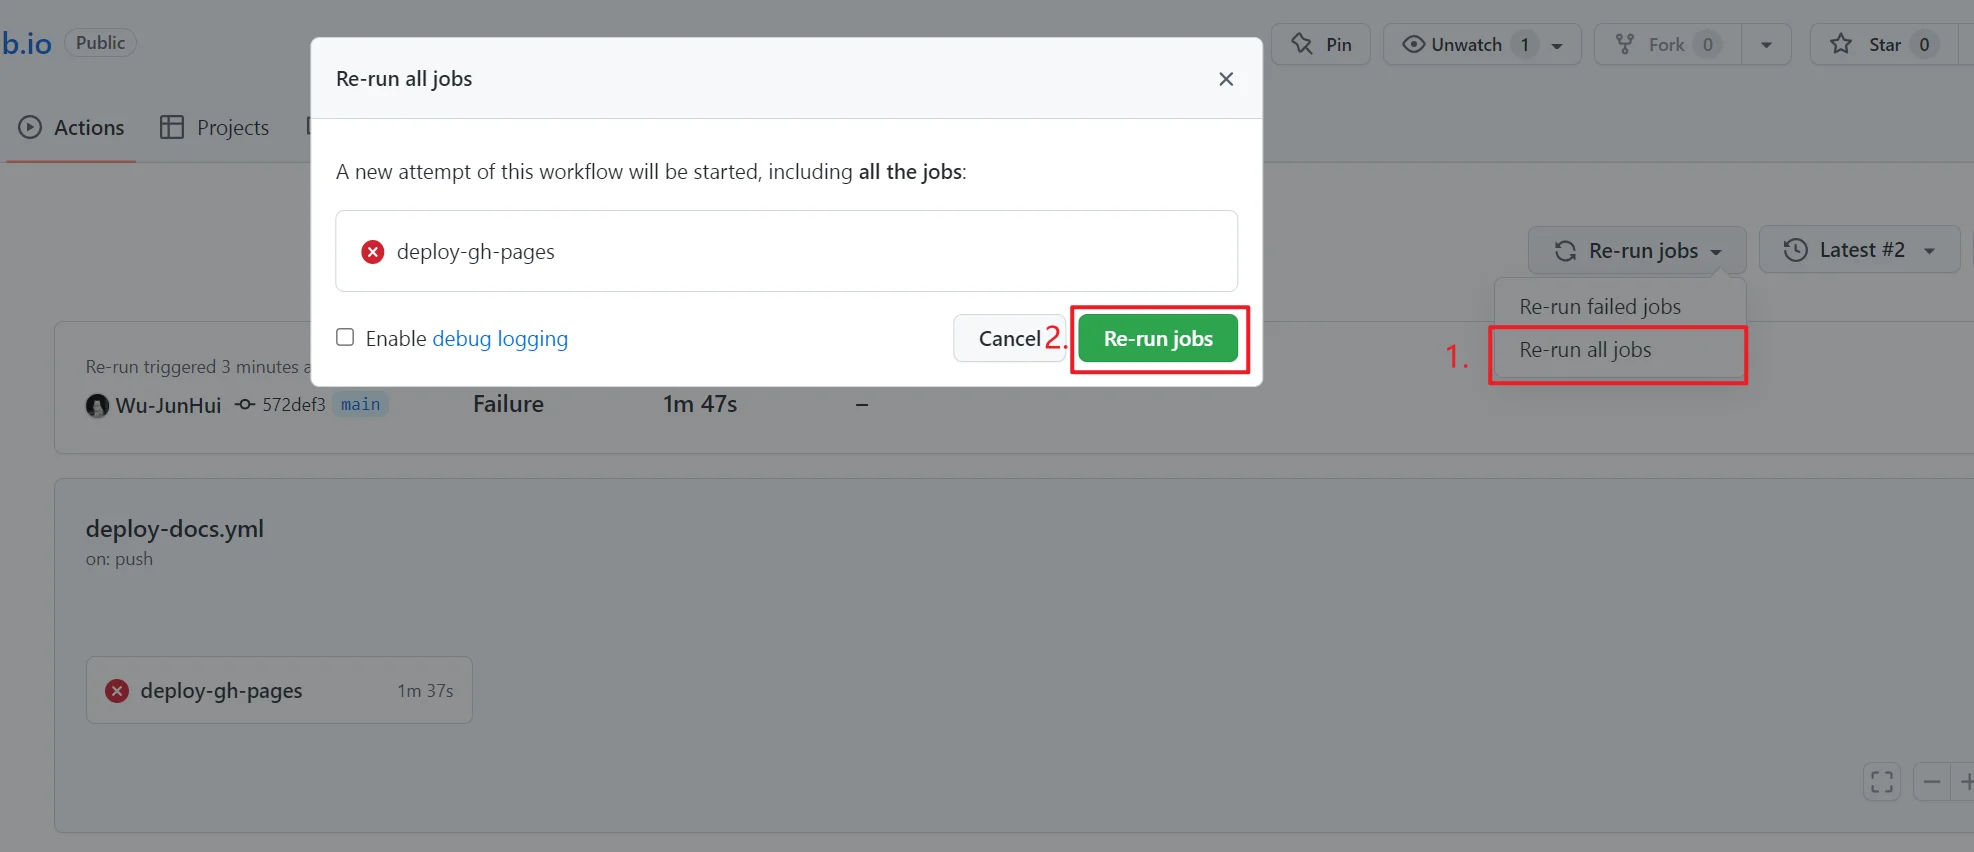 b.io Public
Pin
Unwatch 1
Fork 0
Star 0
Actions
Projects
Re-run all jobs
A new attempt of this workflow will be started, including all the jobs:
deploy-gh-pages
Enable debug logging
Cancel
2.
Re-run jobs
Re-run jobs
Latest #2
Re-run failed jobs
1.
Re-run all jobs
Re-run triggered 3 minutes
Wu-JunHui 572def3 main
Failure
1m 47s
–
deploy-docs.yml
on: push
deploy-gh-pages
1m 37s